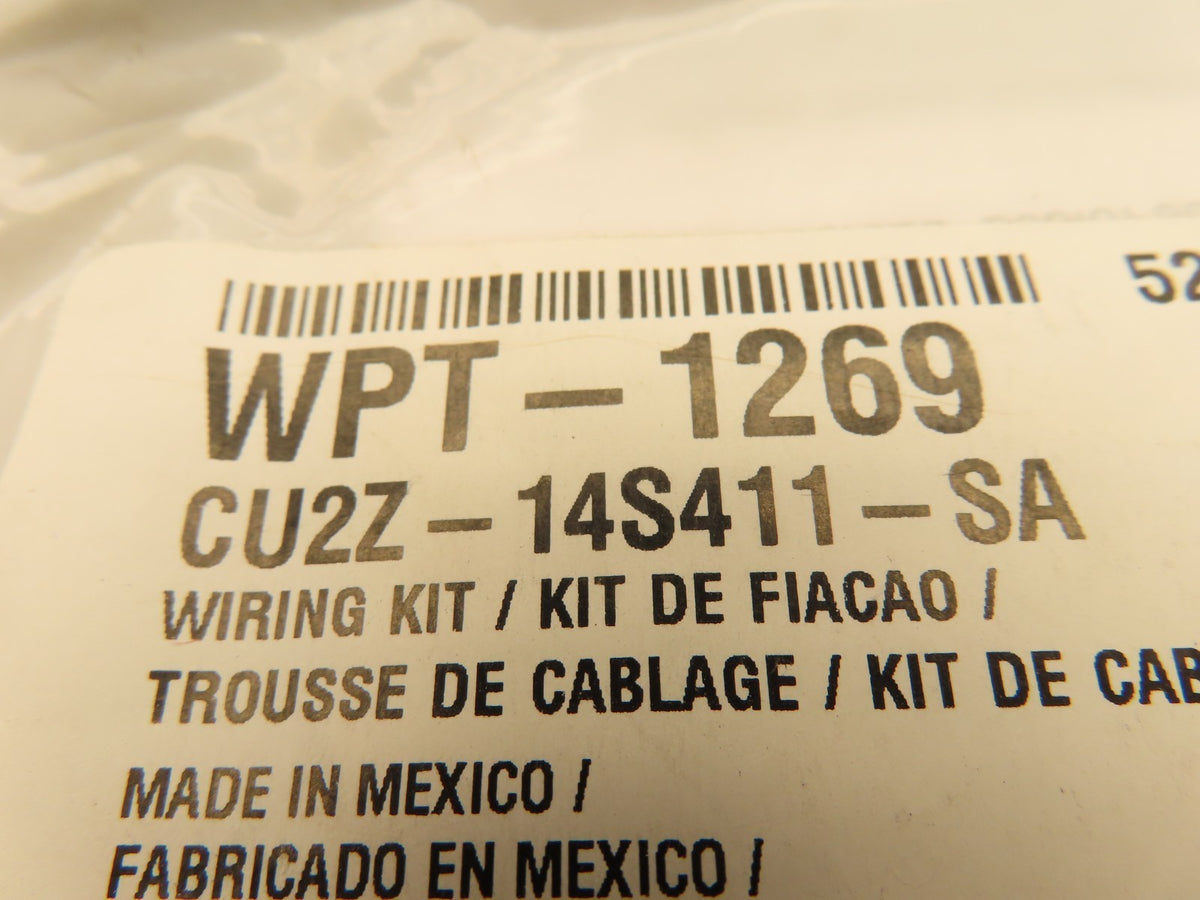 52
WPT-1269
CU2Z-14S411-SA
WIRING KIT / KIT DE FIACAO /
TROUSSE DE CABLAGE / KIT DE CAB
MADE IN MEXICO /
FABRICADO EN MEXICO /